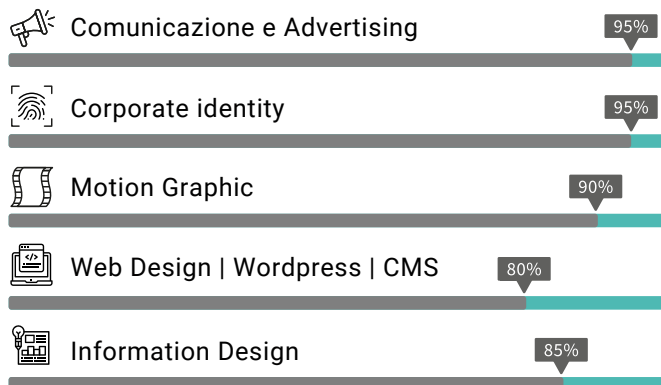 Comunicazione e Advertising
95%
Corporate identity
95%
Motion Graphic
90%
Web Design | Wordpress | CMS
80%
Information Design
85%